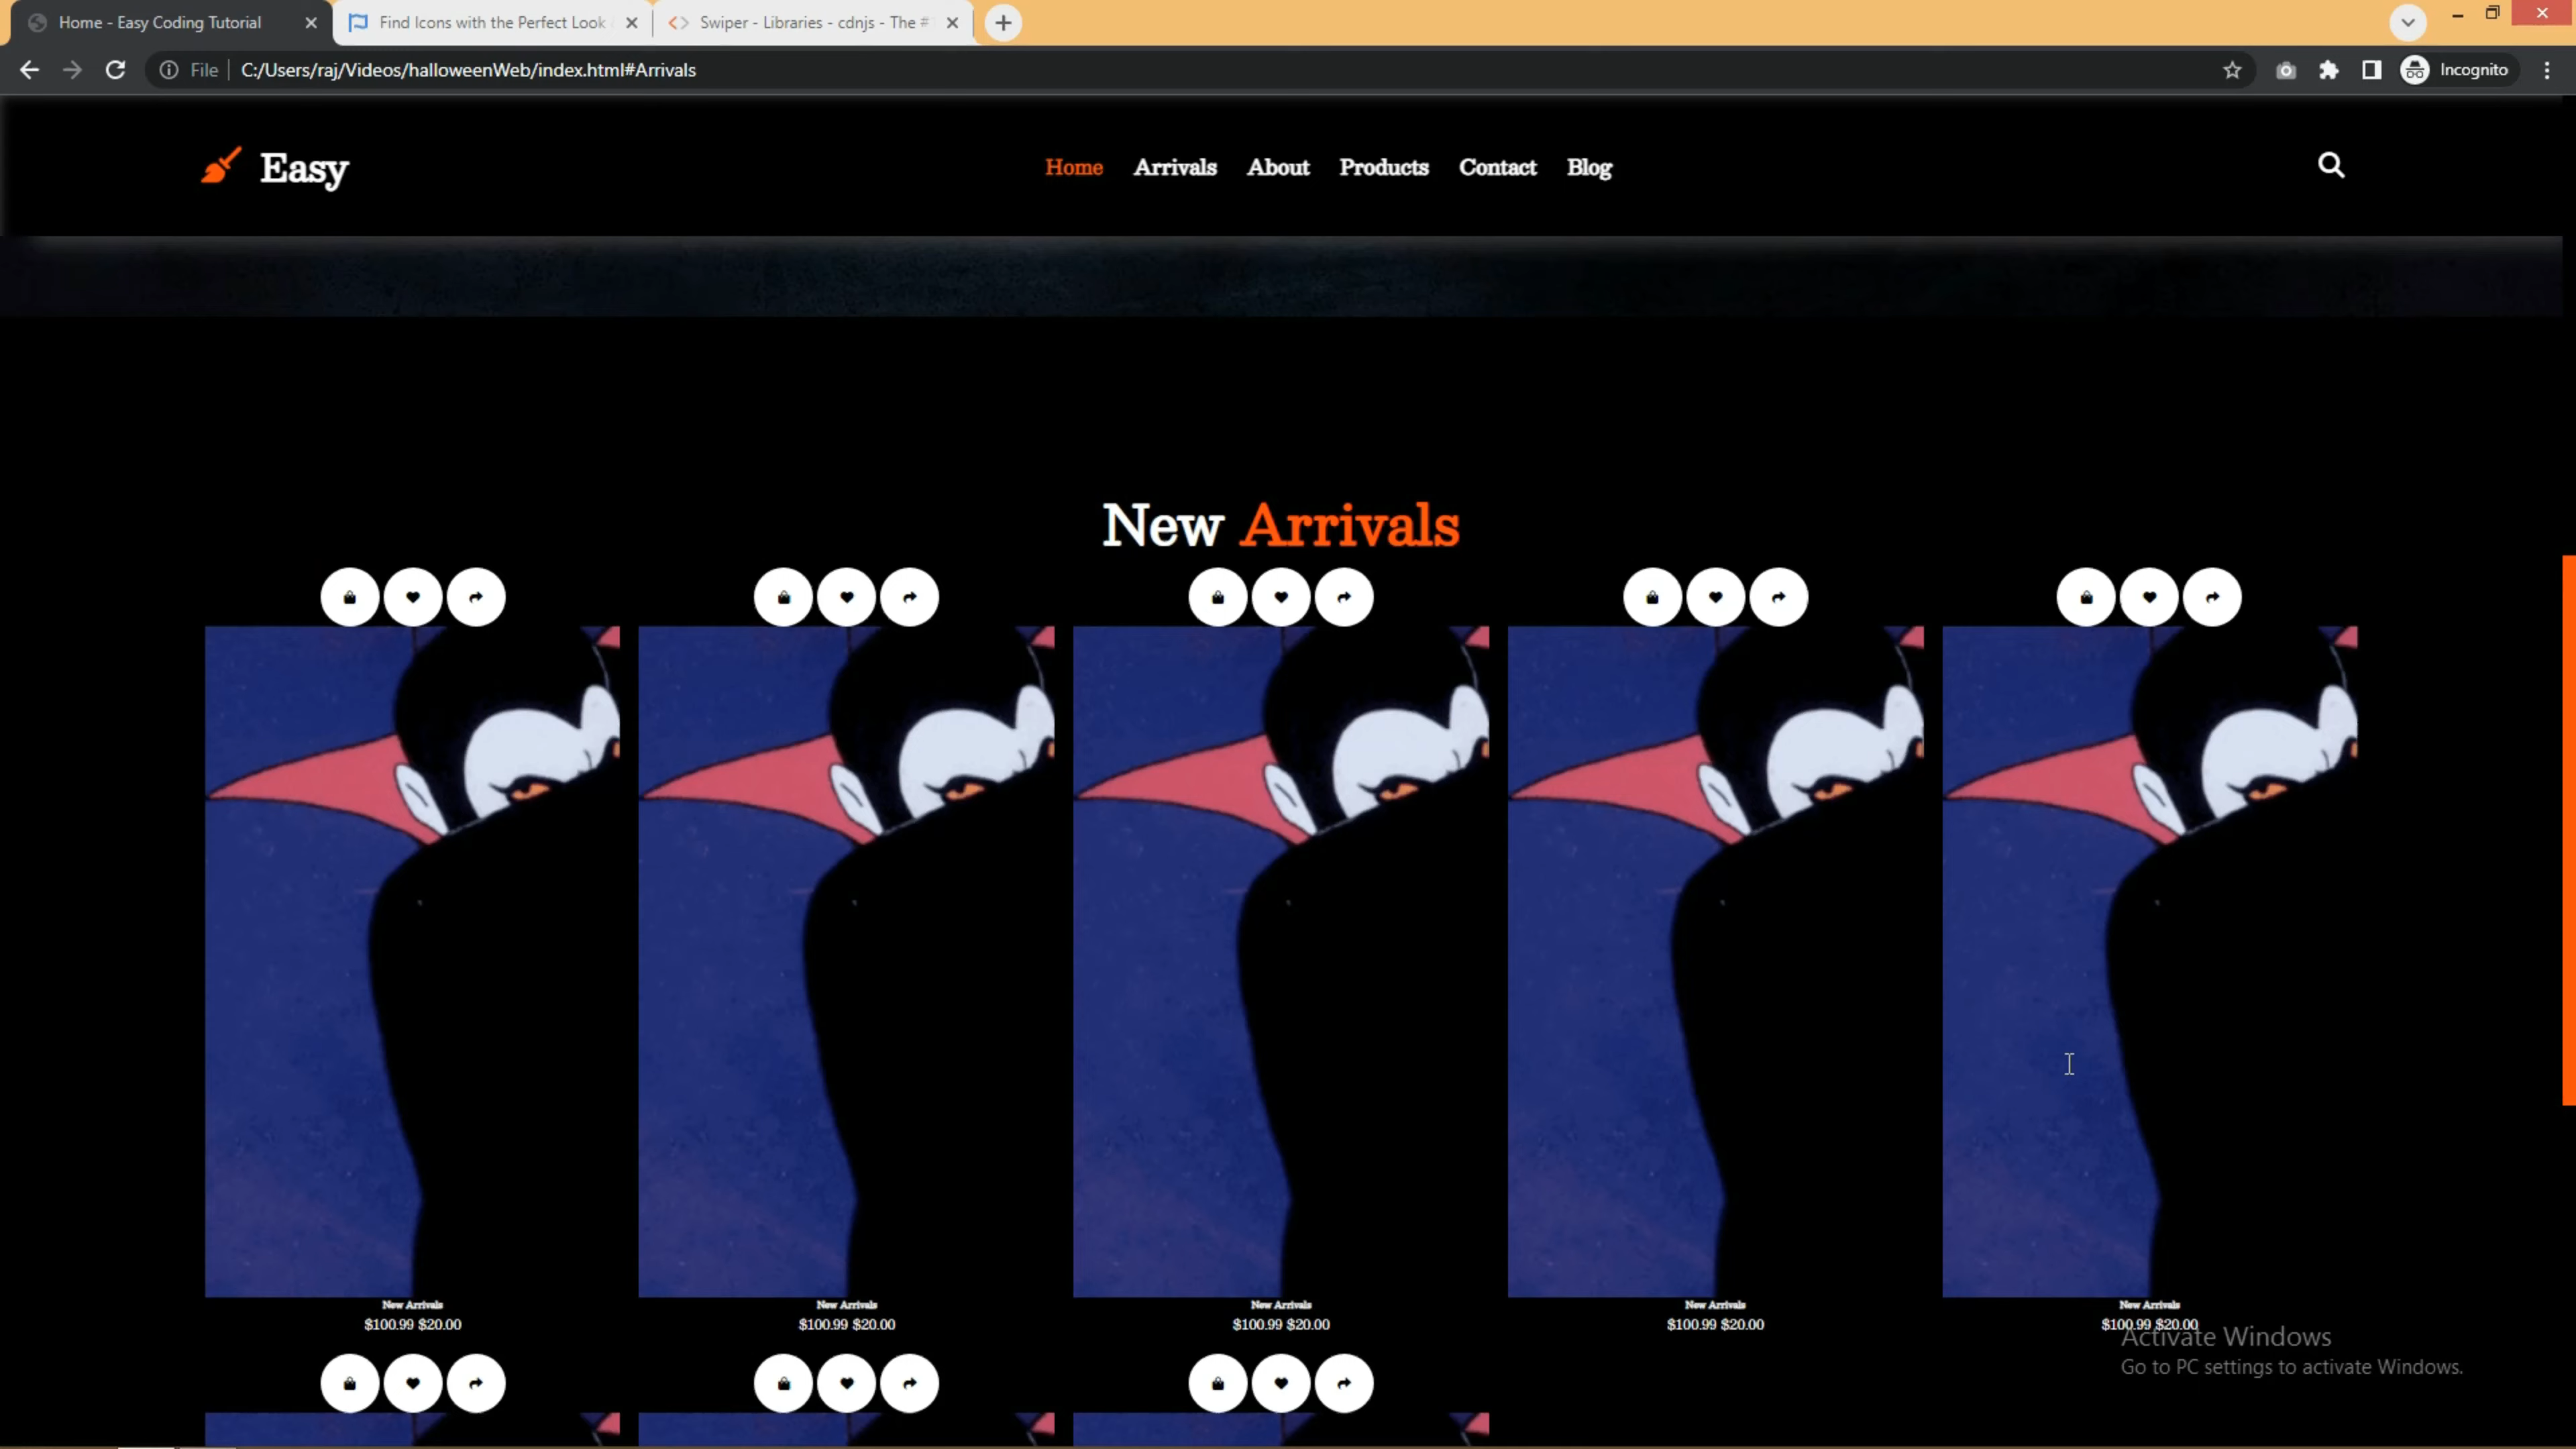 Home - Easy Coding Tutorial
Find Icons with the Perfect Look
Swiper - Libraries - cdnjs - The #
File
C:/Users/raj/Videos/halloweenWeb/index.html#Arrivals
Incognito
Easy
Home Arrivals About Products Contact Blog
New Arrivals
New Arrivals
$100.99 $20.00
New Arrivals
$100.99 $20.00
New Arrivals
$100.99 $20.00
New Arrivals
$100.99 $20.00
New Arrivals
$100.99 $20.00
Activate Windows
Go to PC settings to activate Windows.